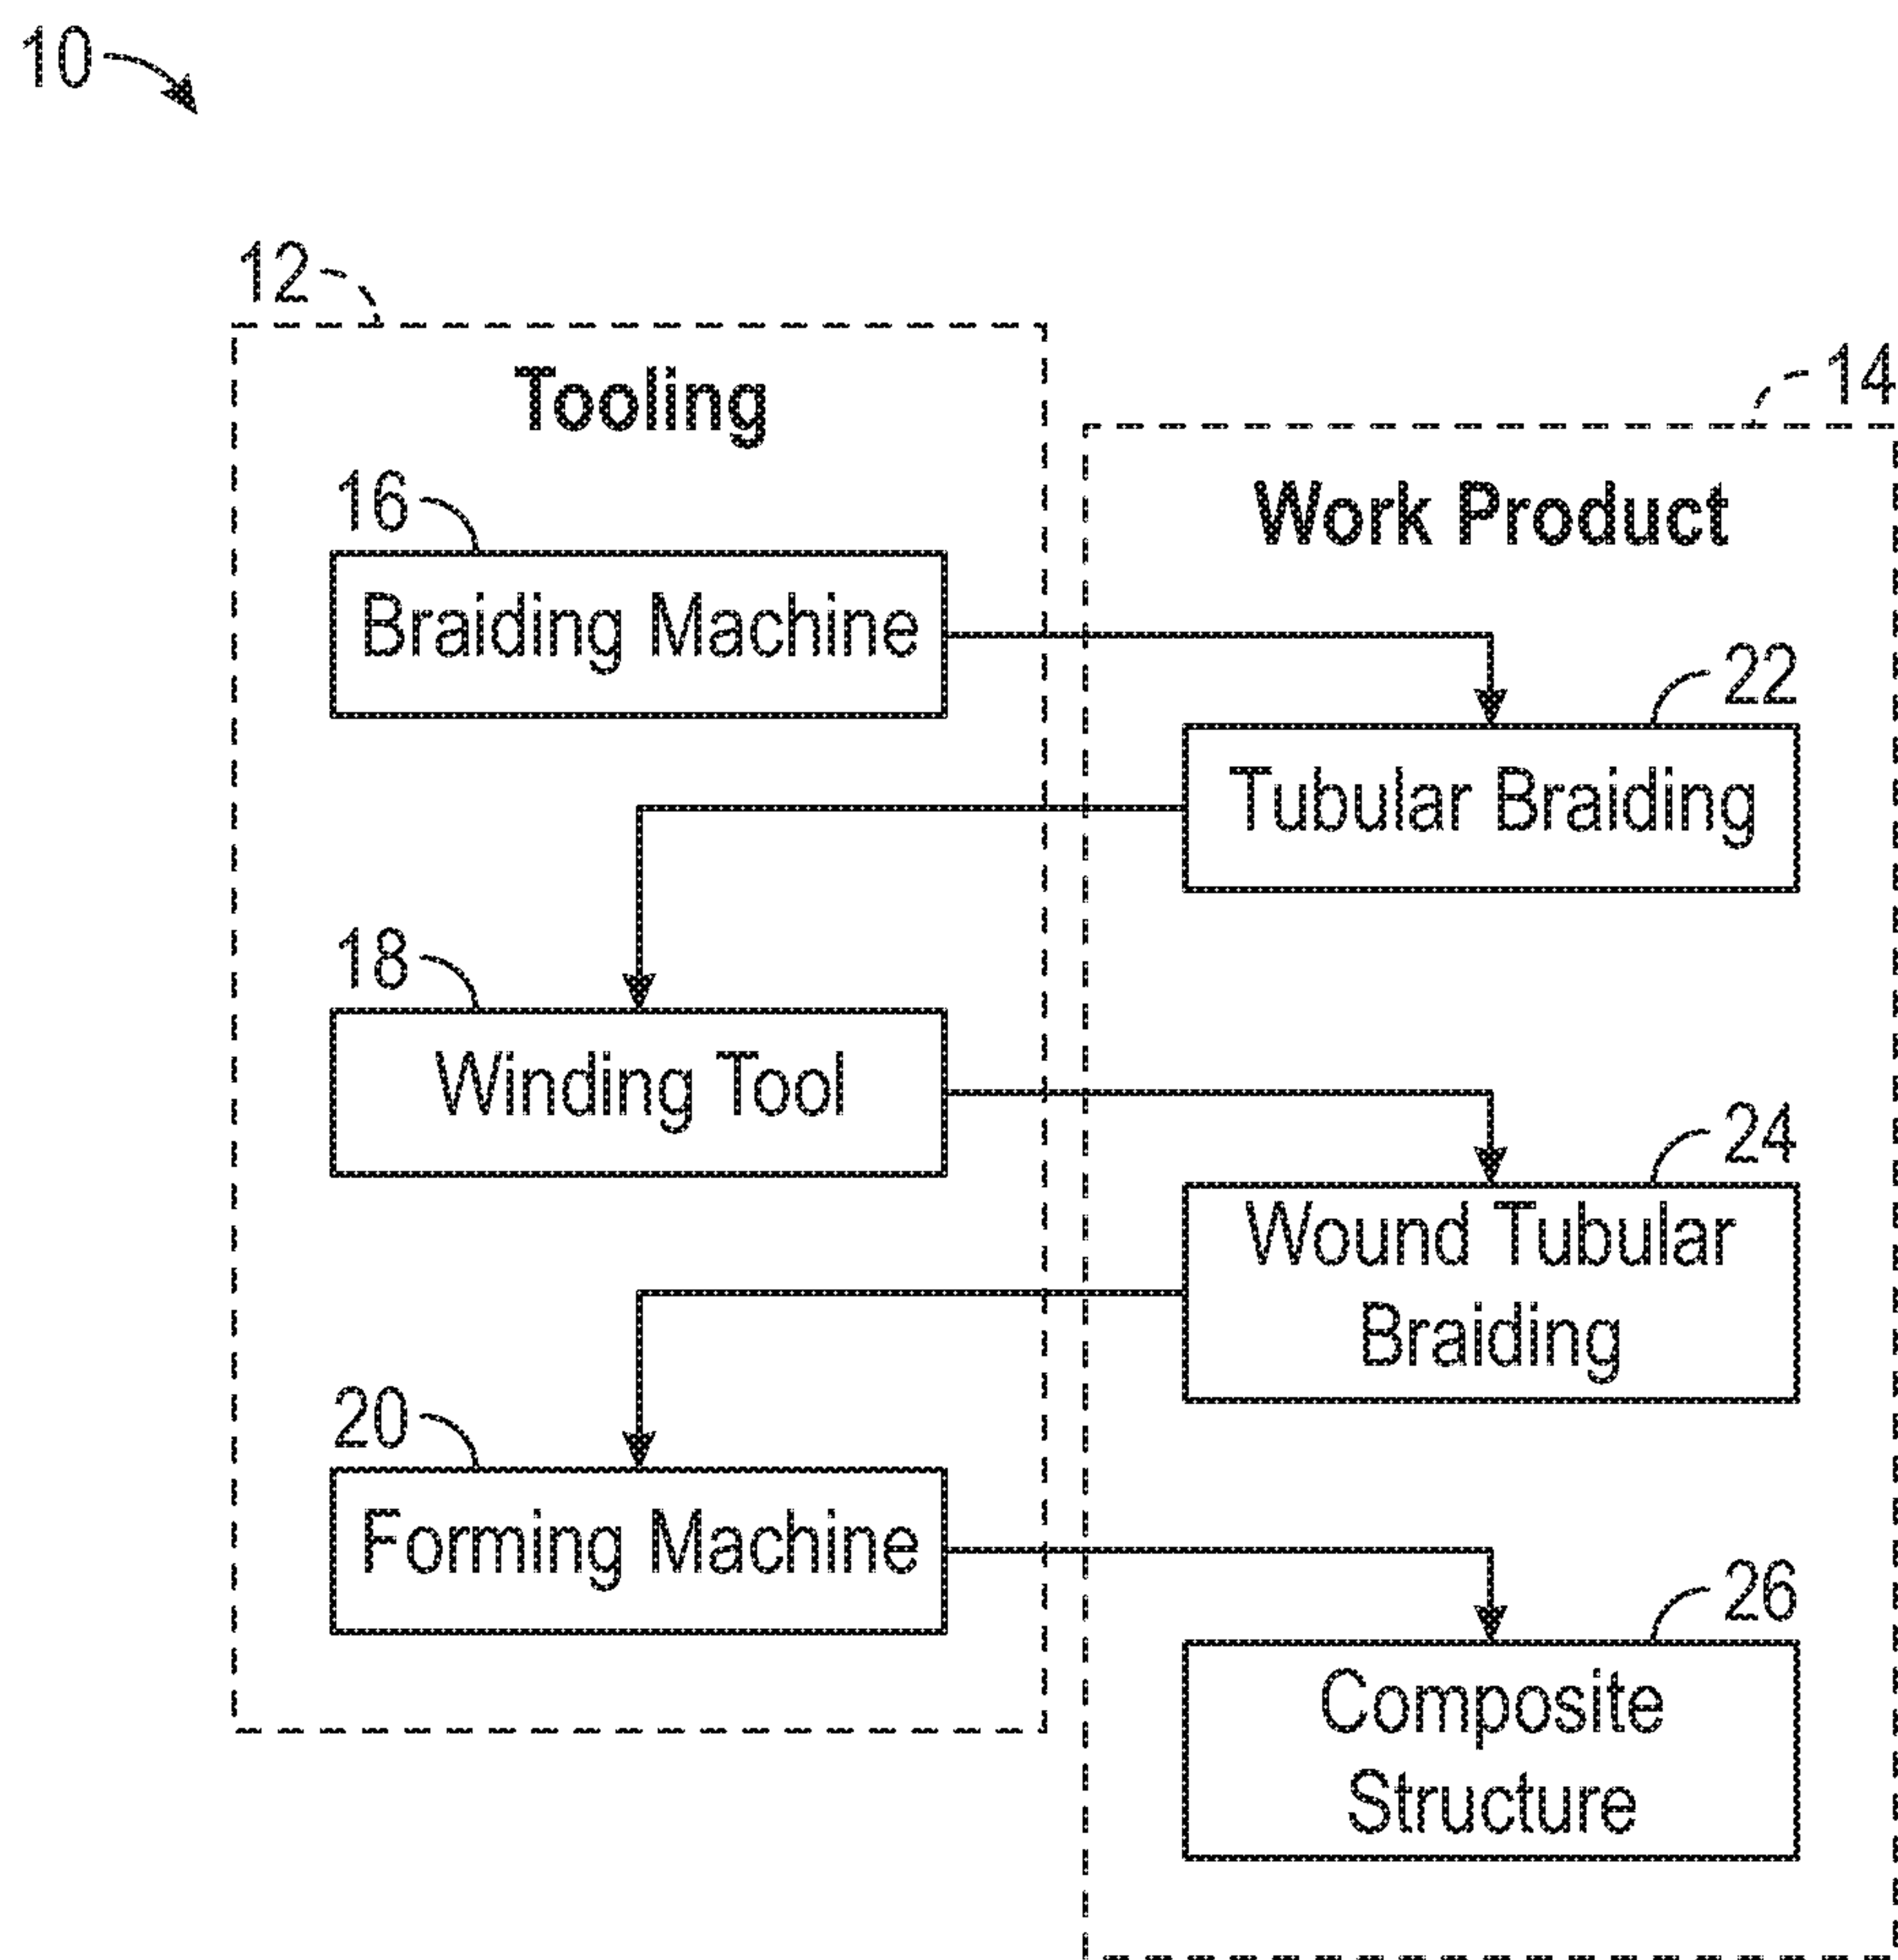 10
12
Tooling
14
Work Product
16
Braiding Machine
22
Tubular Braiding
18
Winding Tool
24
Wound Tubular
Braiding
20
Forming Machine
26
Composite
Structure